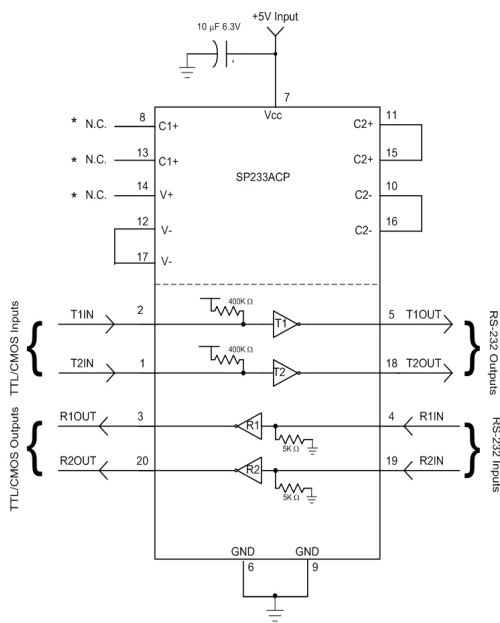 +5V Input
10 µF 6.3V
+
7
Vcc
* N.C. 8 C1+ C2+ 11
* N.C. 13 C1+ C2+ 15
SP233ACP
* N.C. 14 V+ C2- 10
12 V- C2- 16
17 V-
400K Ω
T1IN 2 T1 5 T1OUT
400K Ω
T2IN 1 T2 18 T2OUT
TTL/CMOS Inputs
RS-232 Outputs
R1OUT 3 R1 4 R1IN
5K Ω
R2OUT 20 R2 19 R2IN
5K Ω
TTL/CMOS Outputs
RS-232 Inputs
GND GND
6 9